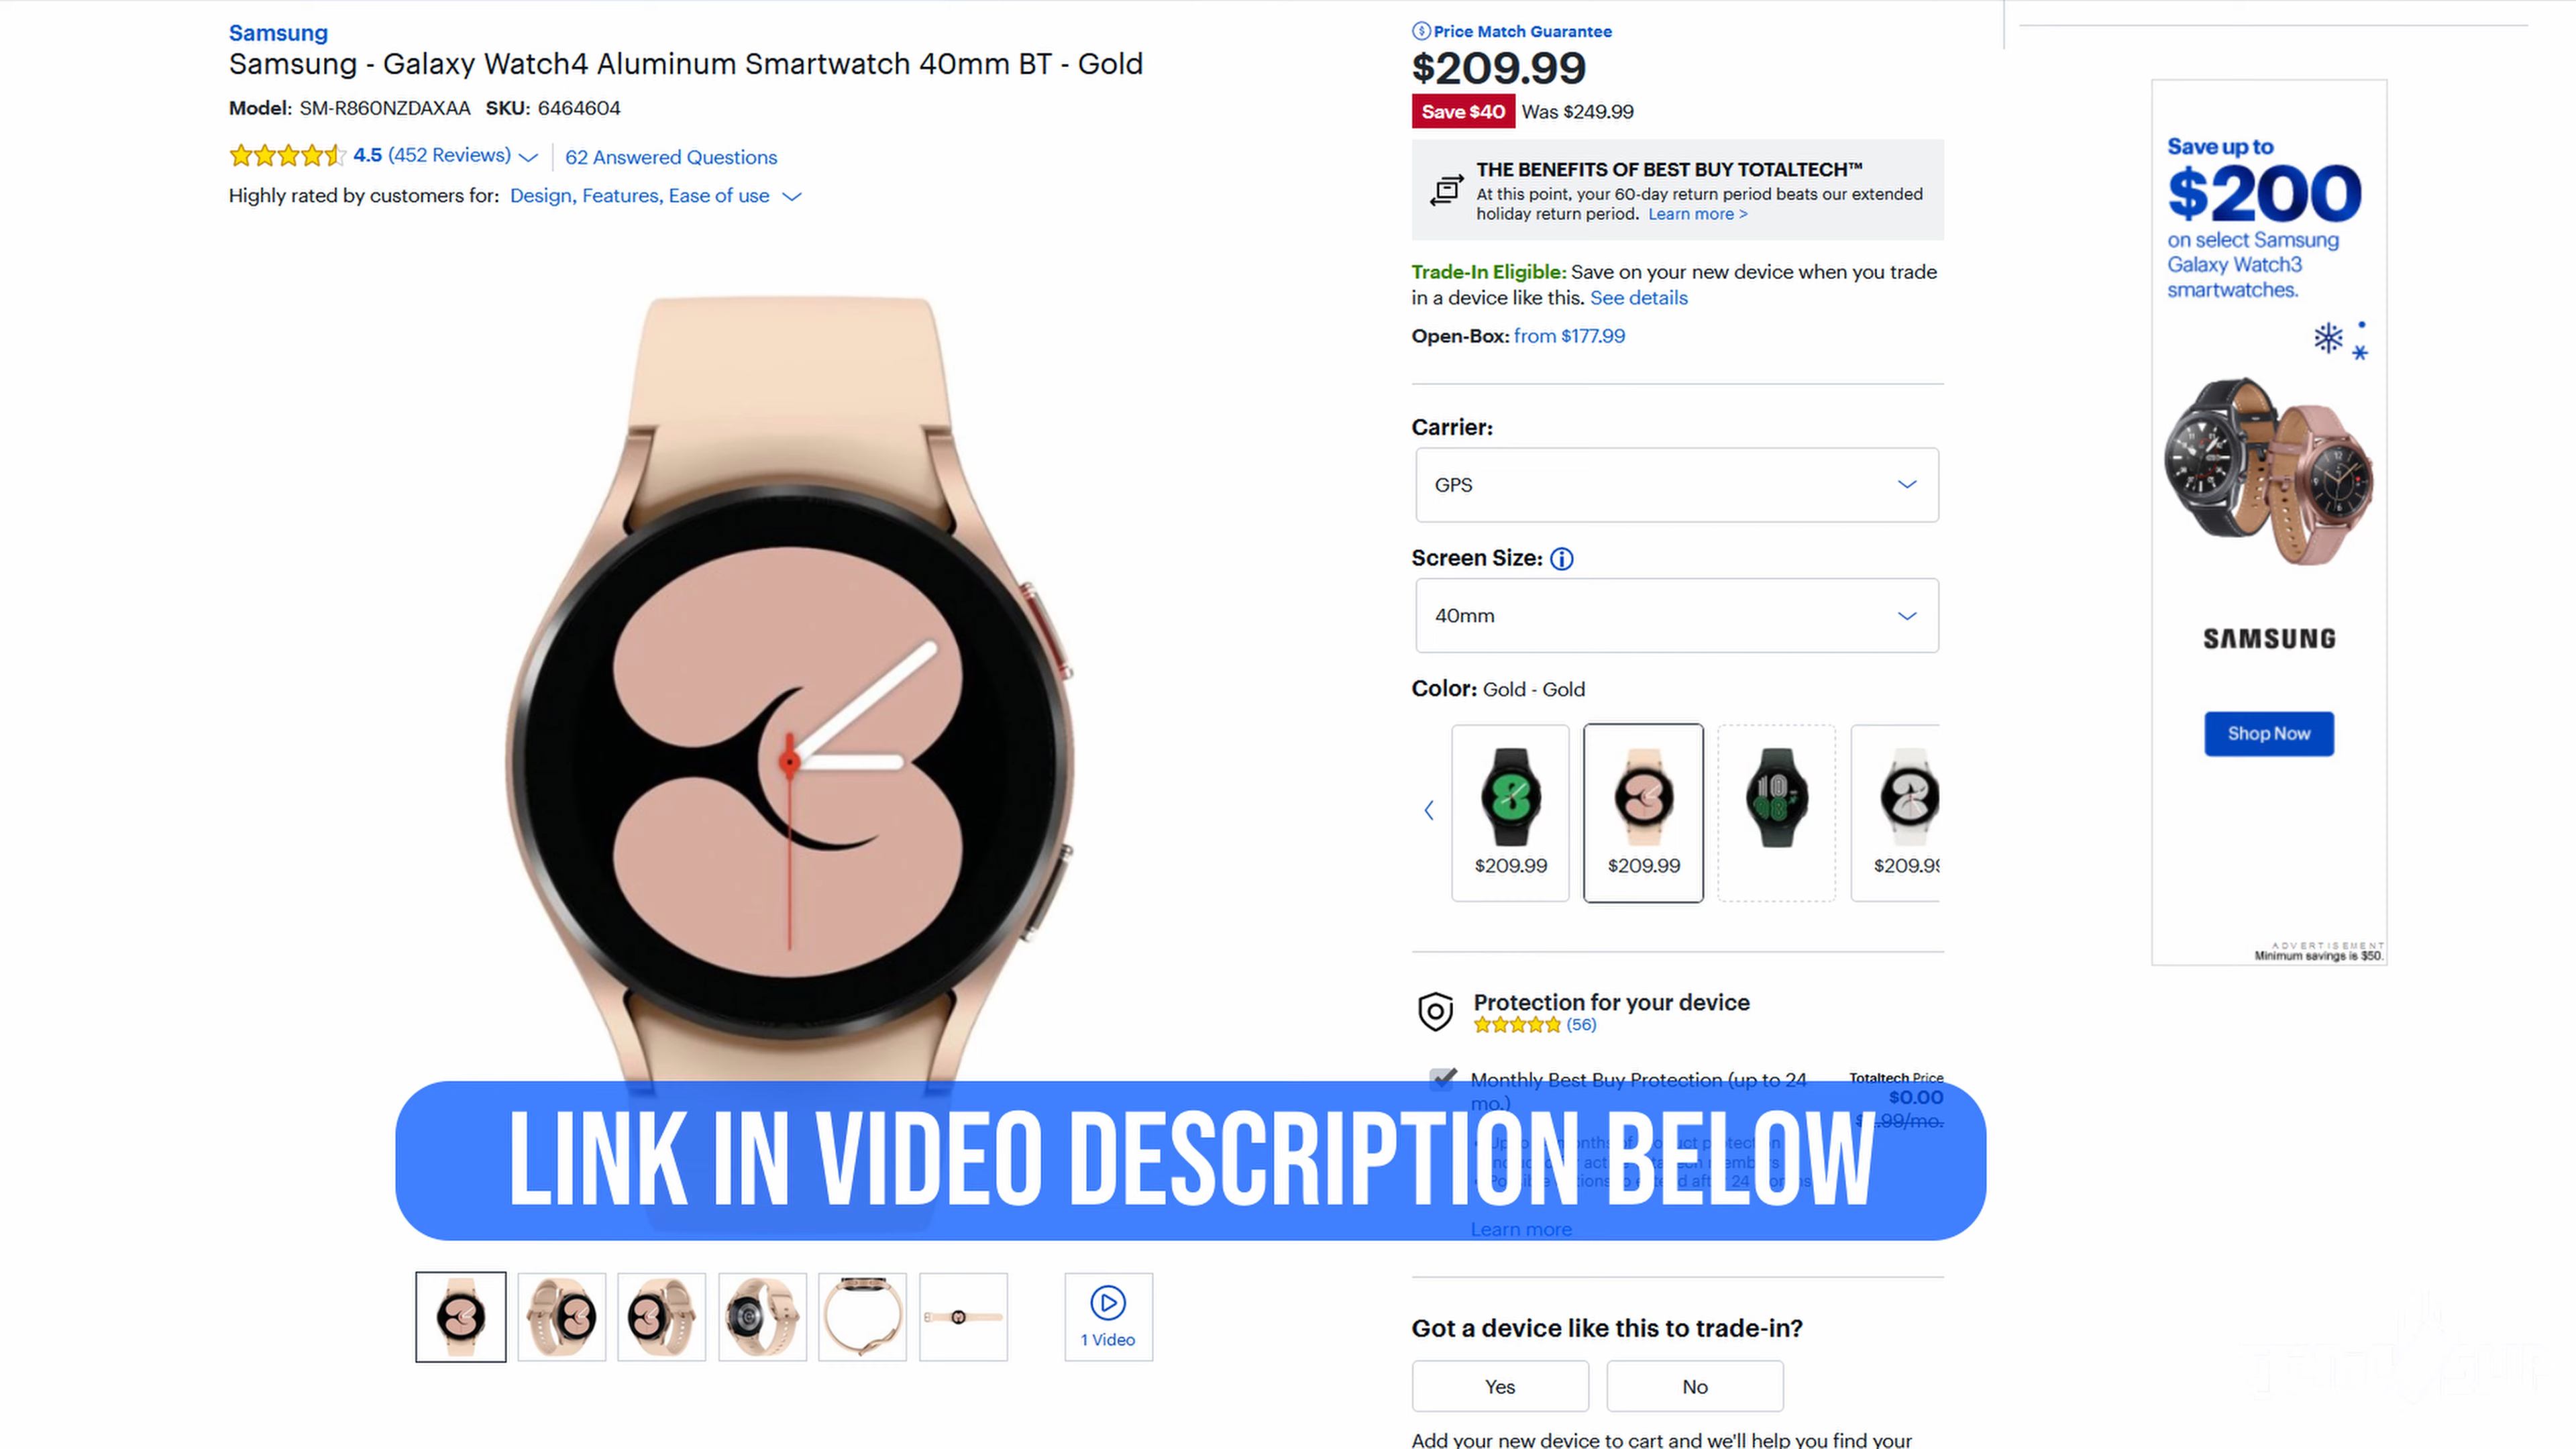 Samsung
Samsung - Galaxy Watch4 Aluminum Smartwatch 40mm BT - Gold
Model: SM-R860NZDAXAA SKU: 6464604
4.5 (452 Reviews) 62 Answered Questions
Highly rated by customers for: Design, Features, Ease of use
1 Video
Price Match Guarantee
$209.99
Save $40 Was $249.99
THE BENEFITS OF BEST BUY TOTALTECH™
At this point, your 60-day return period beats our extended
holiday return period. Learn more >
Trade-In Eligible: Save on your new device when you trade
in a device like this. See details
Open-Box: from $177.99
Carrier:
GPS
Screen Size:
40mm
Color: Gold - Gold
$209.99 $209.99 $209.99
Protection for your device
(56)
Monthly Best Buy Protection (up to 24
mo.)
Totaltech Price
$0.00
.99/mo.
LINK IN VIDEO DESCRIPTION BELOW
Learn more
Got a device like this to trade-in?
Yes No
Add your new device to cart and we'll help you find your
Save up to
$200
on select Samsung
Galaxy Watch3
smartwatches.
SAMSUNG
Shop Now
ADVERTISEMENT
Minimum savings is $50.